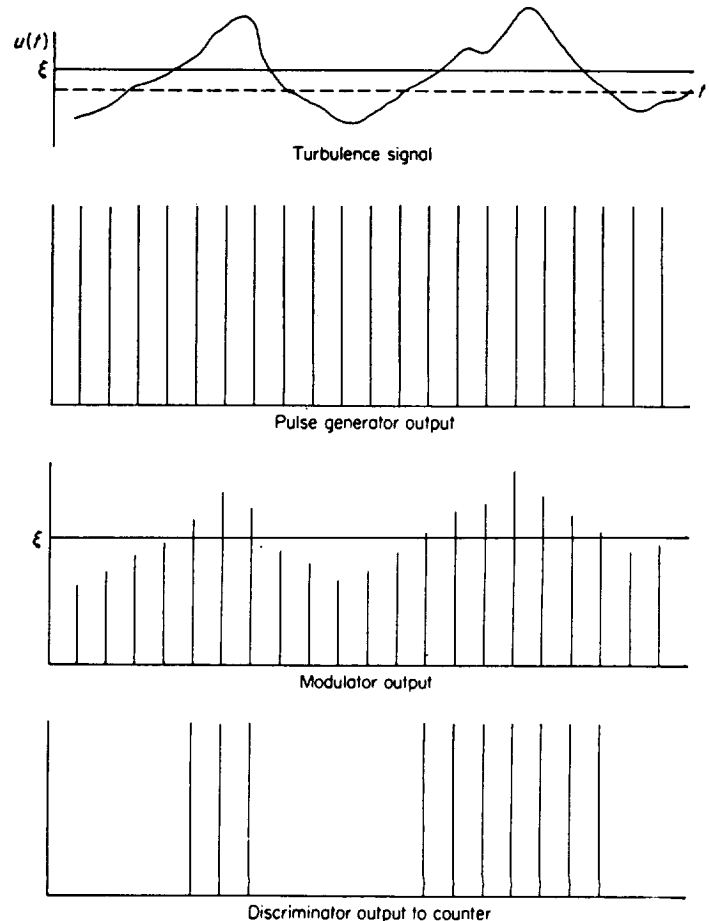 u(t)
ξ
t
Turbulence signal
Pulse generator output
ξ
Modulator output
Discriminator output to counter